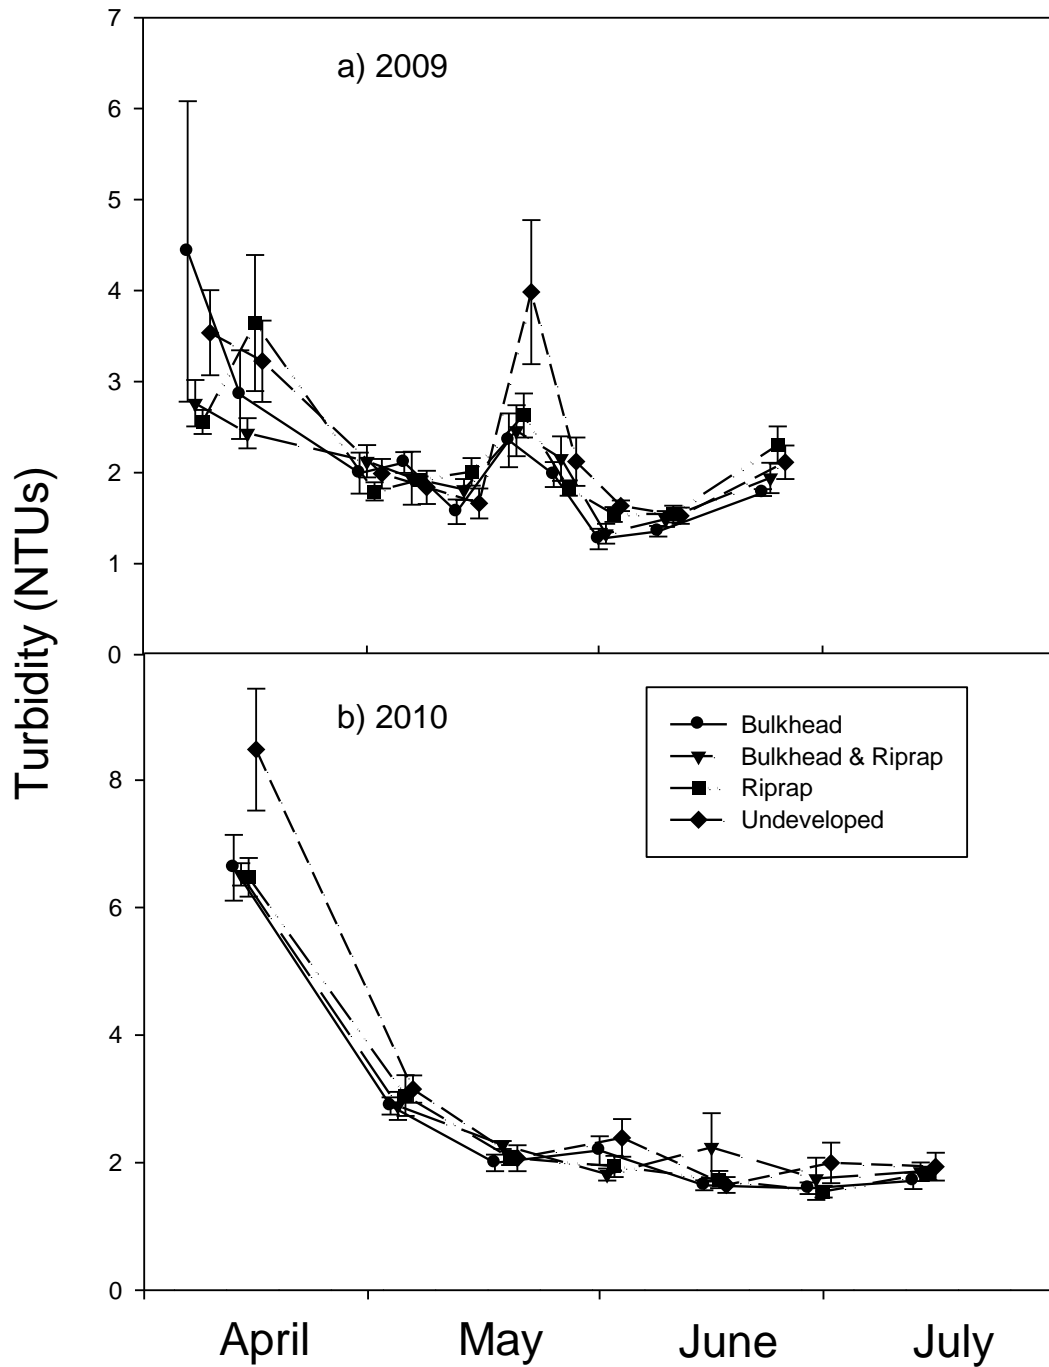 7
a) 2009
6
5
4
3
2
1
0
Turbidity (NTUs)
b) 2010
Bulkhead
Bulkhead & Riprap
Riprap
Undeveloped
8
6
4
2
0
April May June July